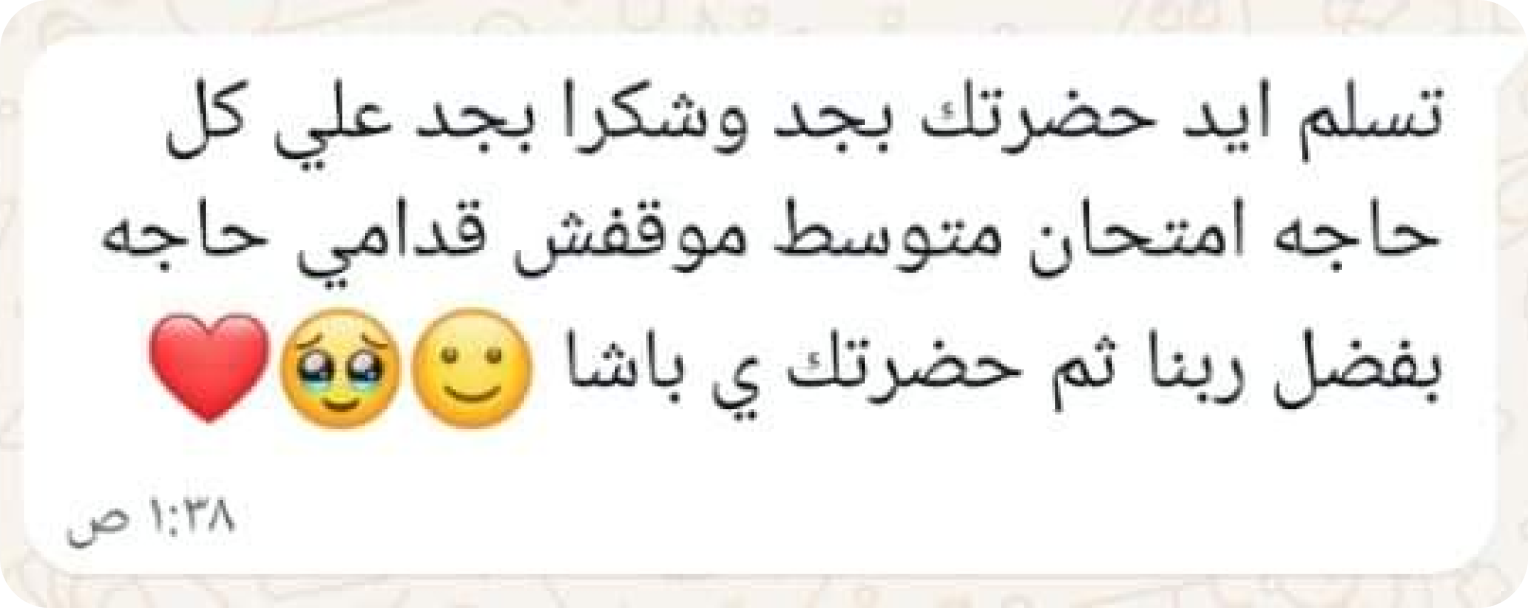 تسلم ايد حضرتك بجد وشكرا بجد علي كل
حاجه امتحان متوسط موقفش قدامي حاجه
بفضل ربنا ثم حضرتك ي باشا 🙂🥹❤️
١:٣٨ ص